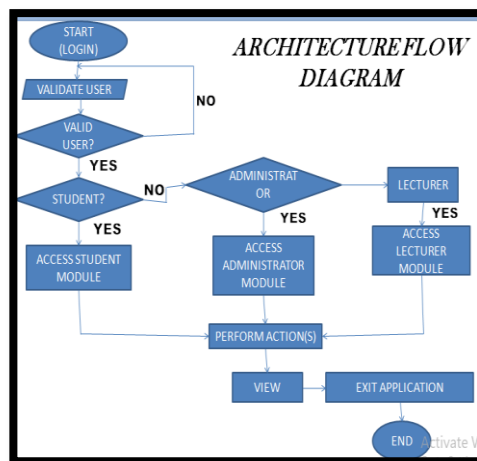 START
(LOGIN)
ARCHITECTURE FLOW
DIAGRAM
VALIDATE USER
NO
VALID
USER?
YES
STUDENT?
NO
ADMINISTRAT
OR
LECTURER
YES
YES
YES
ACCESS STUDENT
MODULE
ACCESS
ADMINISTRATOR
MODULE
ACCESS
LECTURER
MODULE
PERFORM ACTION(S)
VIEW
EXIT APPLICATION
END
Activate